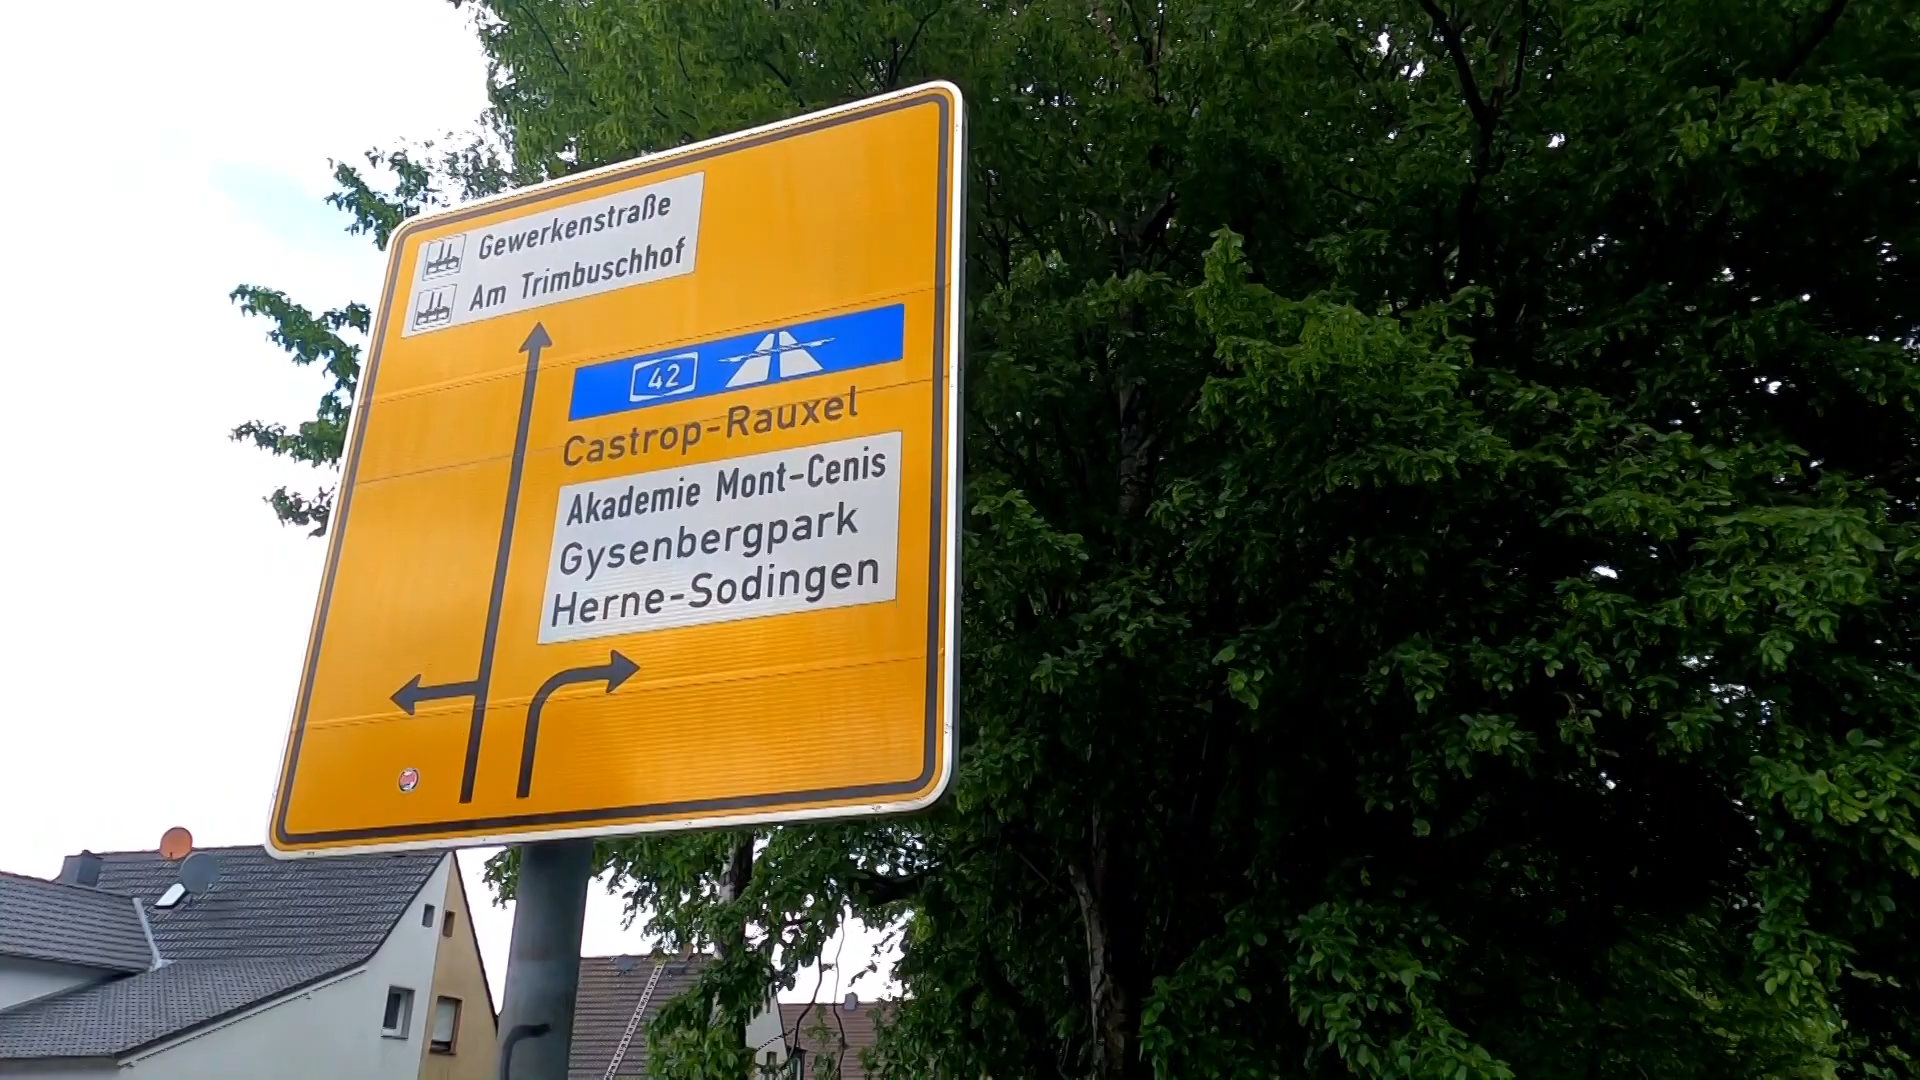 Gewerkenstraße
Am Trimbuschhof
42
Castrop-Rauxel
Akademie Mont-Cenis
Gysenbergpark
Herne-Sodingen